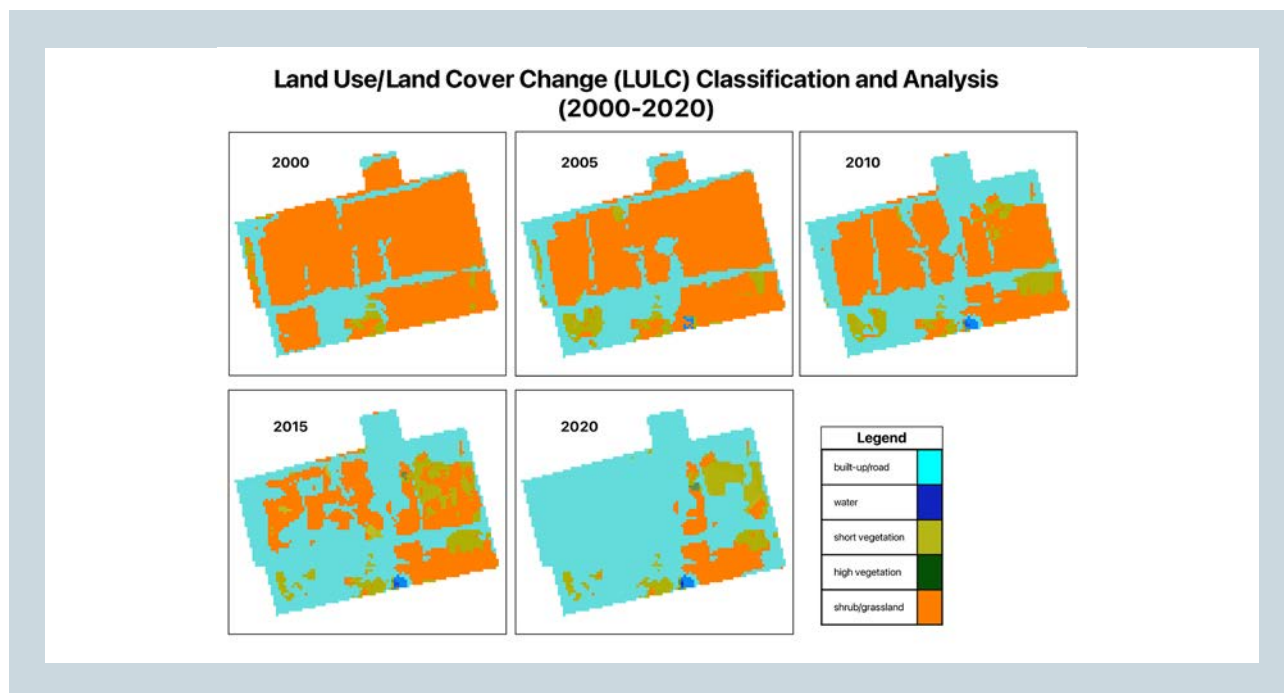 Land Use/Land Cover Change (LULC) Classification and Analysis
(2000-2020)
2000
2005
2010
2015
2020
Legend
built-up/road
water
short vegetation
high vegetation
shrub/grassland